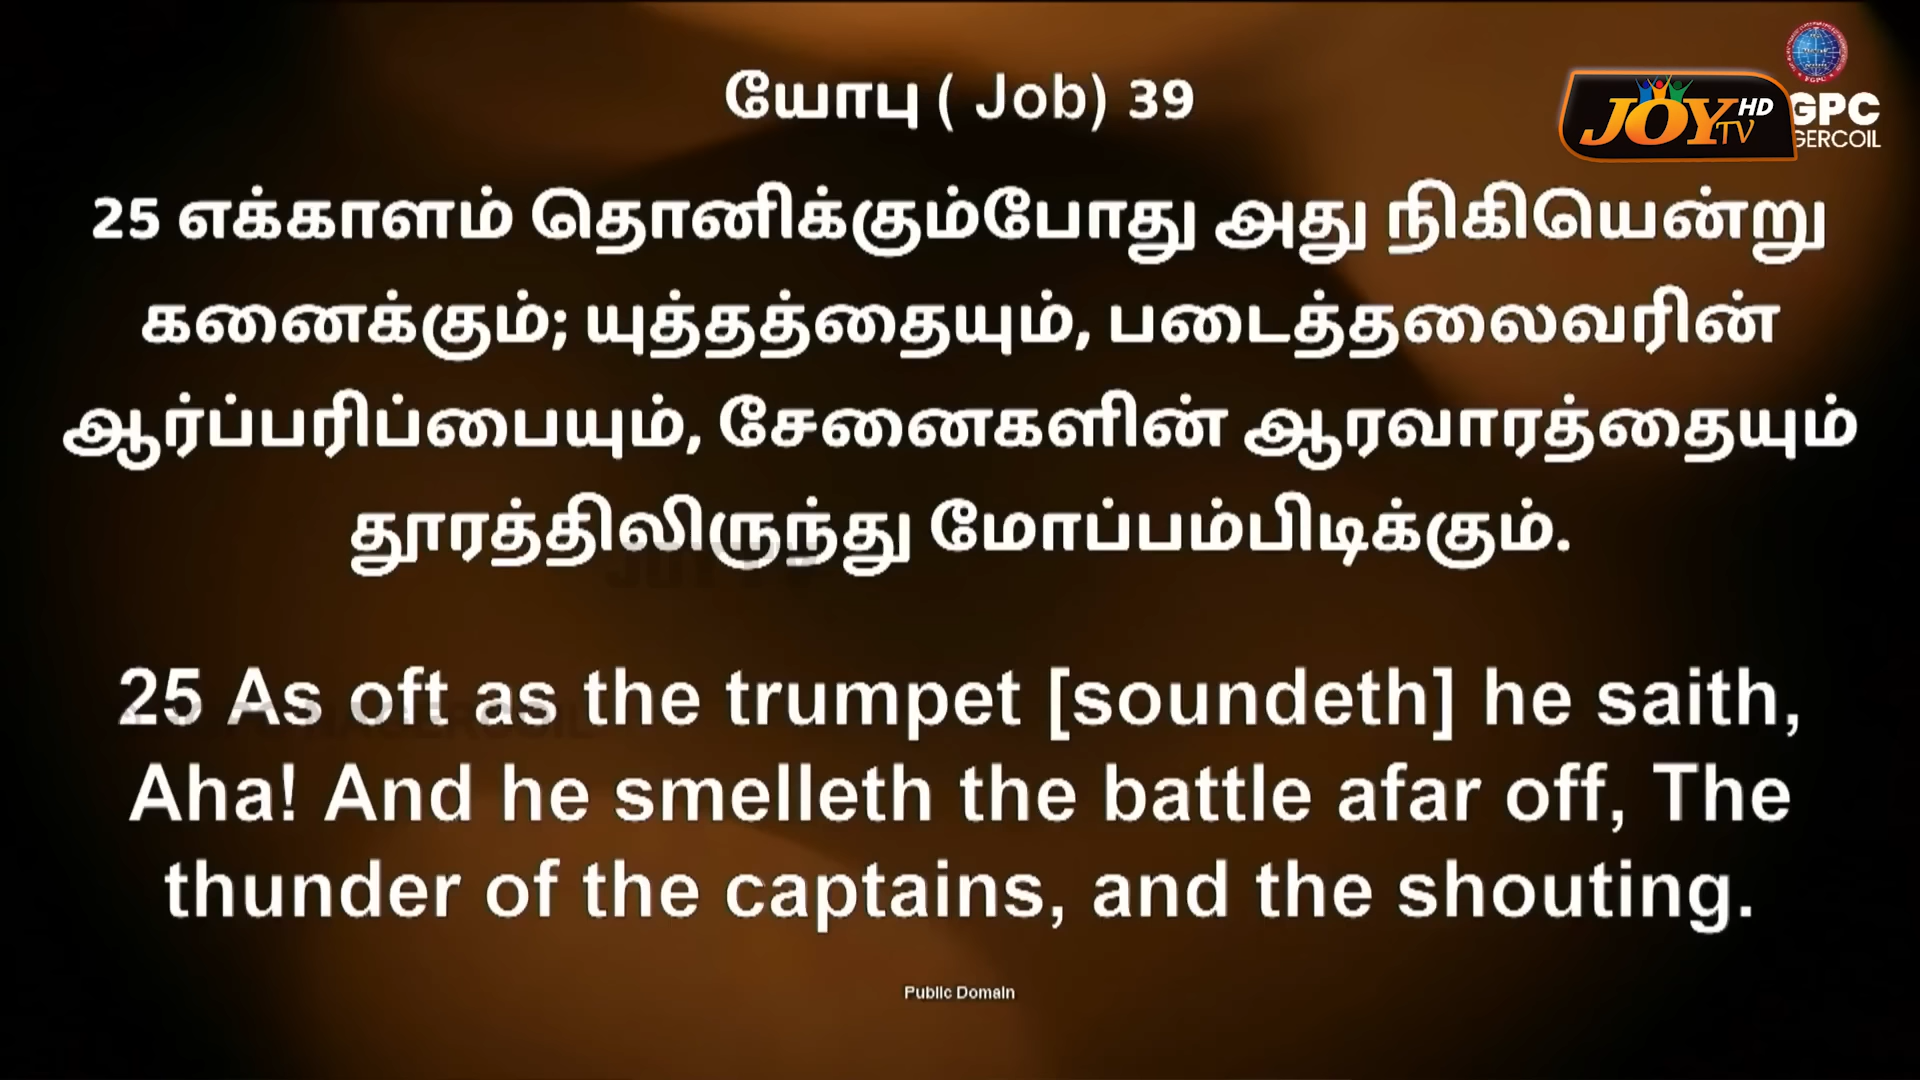 யோபு ( Job) 39
JOY TV HD
GPC
GERCOIL
25 எக்காளம் தொனிக்கும்போது அது நிகியென்று
கனைக்கும்; யுத்தத்தையும், படைத்தலைவரின்
ஆர்ப்பரிப்பையும், சேனைகளின் ஆரவாரத்தையும்
தூரத்திலிருந்து மோப்பம்பிடிக்கும்.
25 As oft as the trumpet [soundeth] he saith,
Aha! And he smelleth the battle afar off, The
thunder of the captains, and the shouting.
Public Domain